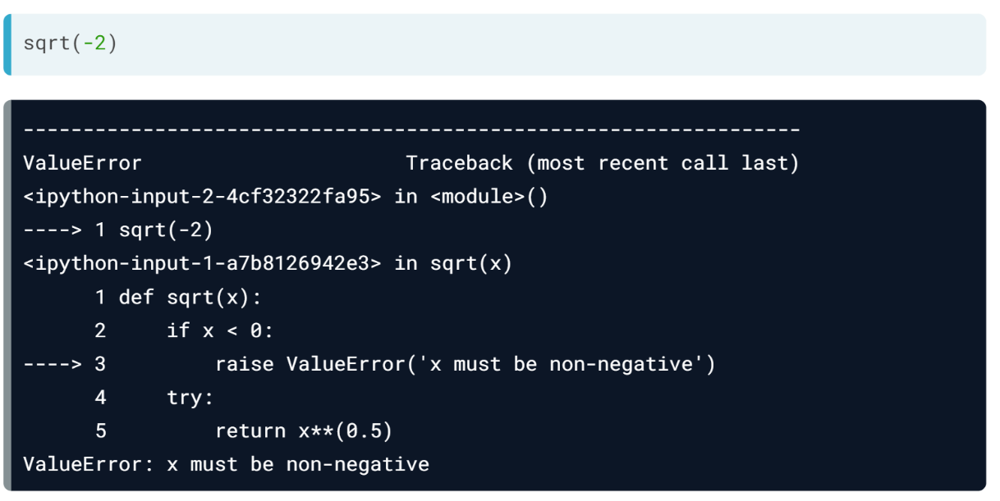 sqrt(-2)
-----------------------------------------------------------------
ValueError                      Traceback (most recent call last)
<ipython-input-2-4cf32322fa95> in <module>()
----> 1 sqrt(-2)
<ipython-input-1-a7b8126942e3> in sqrt(x)
      1 def sqrt(x):
      2     if x < 0:
----> 3         raise ValueError('x must be non-negative')
      4     try:
      5         return x**(0.5)
ValueError: x must be non-negative